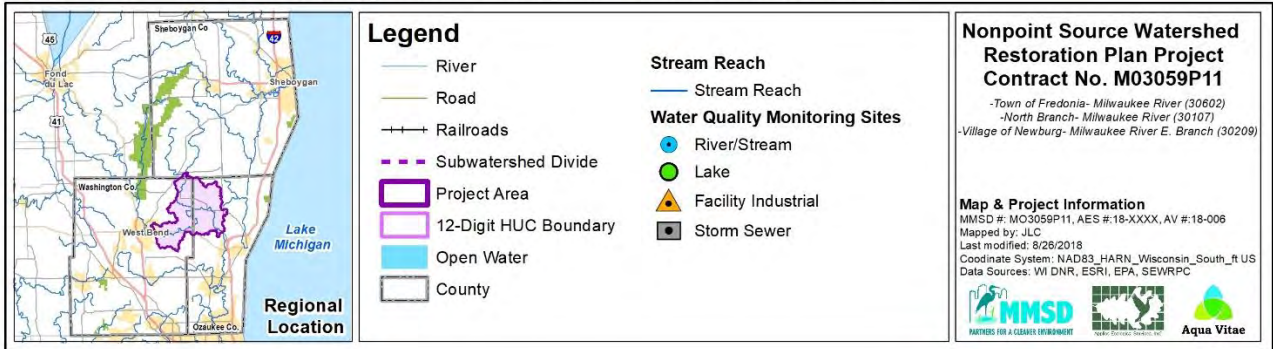 45
Sheboygan Co
42
Fond
du Lac
Sheboygan
41
Washington Co.
West Bend
Lake
Michigan
Regional
Location
Ozaukee Co.
Legend
River
Road
Railroads
Subwatershed Divide
Project Area
12-Digit HUC Boundary
Open Water
County
Stream Reach
Stream Reach
Water Quality Monitoring Sites
River/Stream
Lake
Facility Industrial
Storm Sewer
Nonpoint Source Watershed
Restoration Plan Project
Contract No. M03059P11
-Town of Fredonia- Milwaukee River (30602)
-North Branch- Milwaukee River (30107)
-Village of Newburg- Milwaukee River E. Branch (30209)
Map & Project Information
MMSD #: MO3059P11, AES #:18-XXXX, AV #:18-006
Mapped by: JLC
Last modified: 8/26/2018
Coodinate System: NAD83_HARN_Wisconsin_South_ft US
Data Sources: WI DNR, ESRI, EPA, SEWRPC
MMSD
PARTNERS FOR A CLEANER ENVIRONMENT
Applied Ecological Services, Inc.
Aqua Vitae